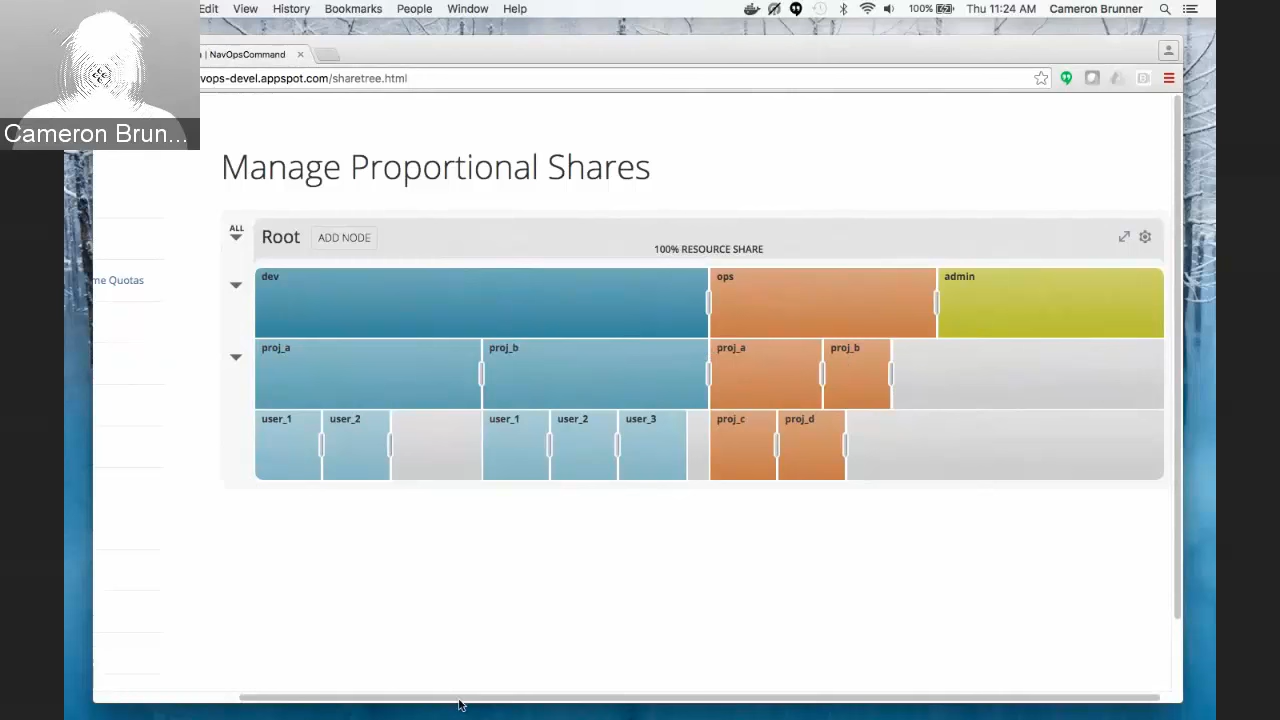 Edit View History Bookmarks People Window Help 100% Thu 11:24 AM Cameron Brunner
| NavOpsCommand
vops-devel.appspot.com/sharetree.html
Cameron Brun...
Manage Proportional Shares
ALL
Root ADD NODE
100% RESOURCE SHARE
dev ops admin
me Quotas
proj_a proj_b proj_a proj_b
user_1 user_2 user_1 user_2 user_3 proj_c proj_d